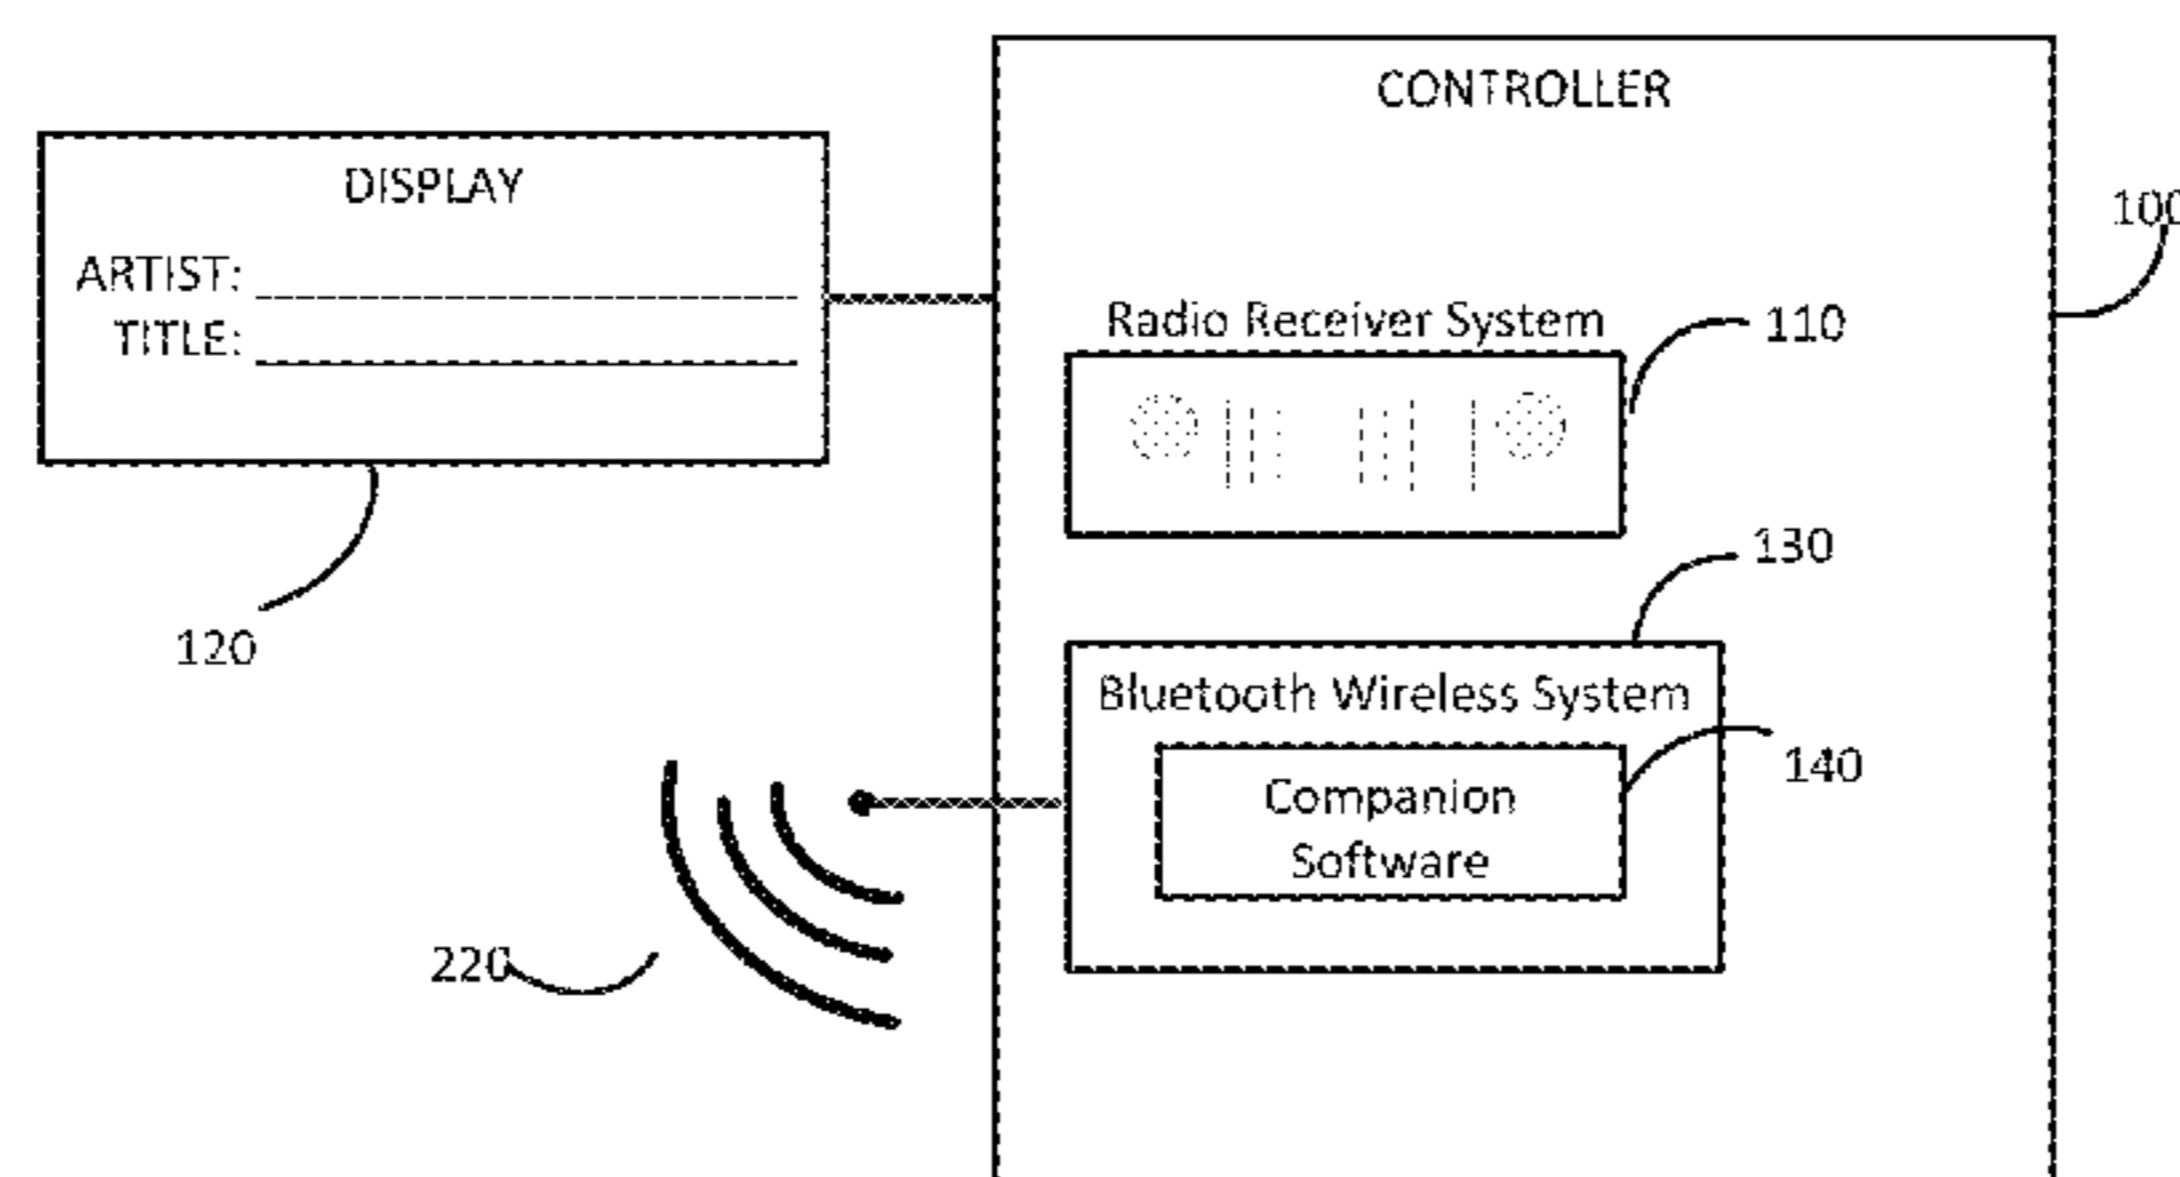 CONTROLLER
DISPLAY
100
ARTIST:
TITLE:
Radio Receiver System
110
130
120
Bluetooth Wireless System
140
Companion
Software
220